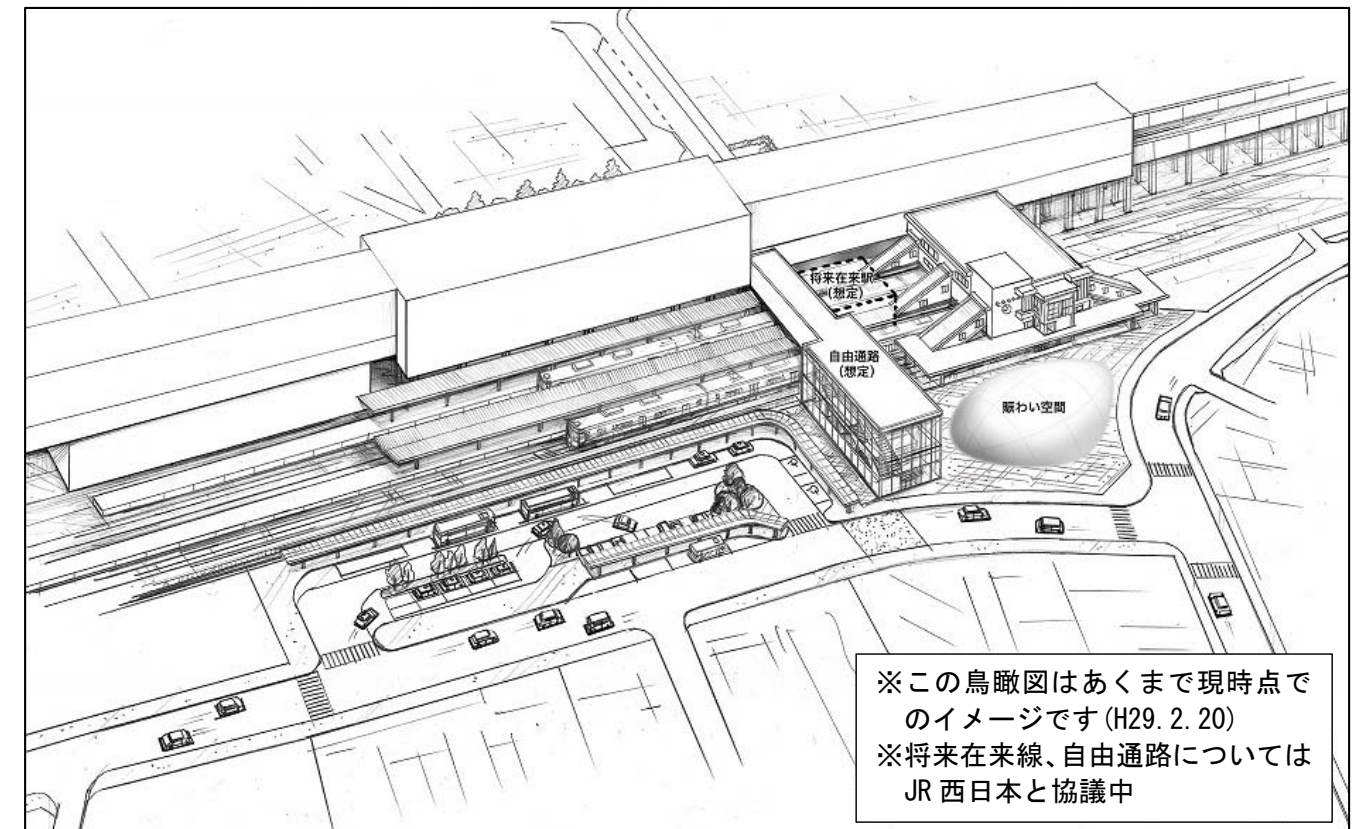 将来在来駅
(想定)
自由通路
(想定)
賑わい空間
※この鳥瞰図はあくまで現時点で
のイメージです(H29.2.20)
※将来在来線、自由通路については
JR西日本と協議中